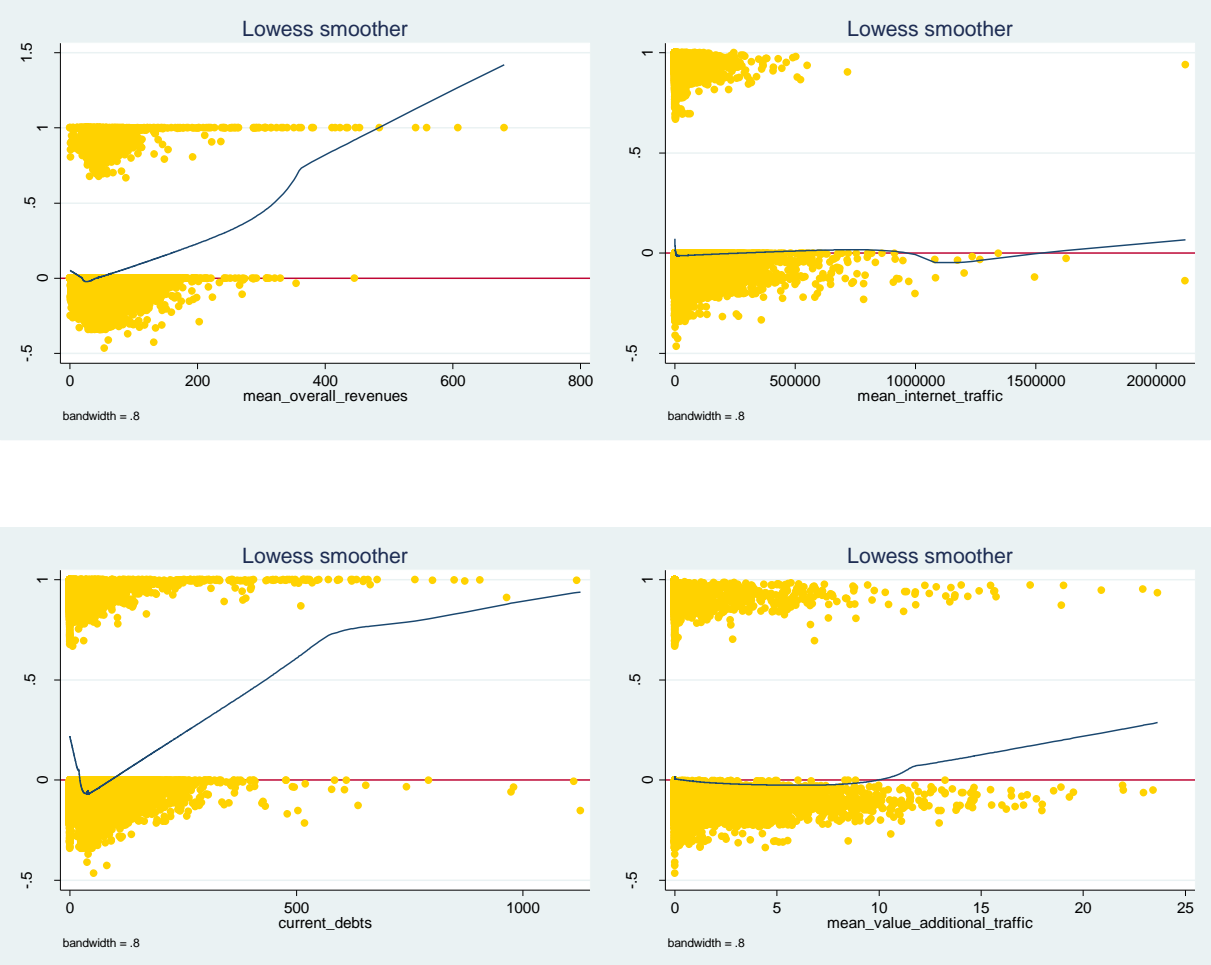 Lowess smoother
1.5
1
.5
0
-.5
0 200 400 600 800
mean_overall_revenues
bandwidth = .8
Lowess smoother
1
.5
0
-.5
0 500000 1000000 1500000 2000000
mean_internet_traffic
bandwidth = .8
Lowess smoother
1
.5
0
-.5
0 500 1000
current_debts
bandwidth = .8
Lowess smoother
1
.5
0
-.5
0 5 10 15 20 25
mean_value_additional_traffic
bandwidth = .8